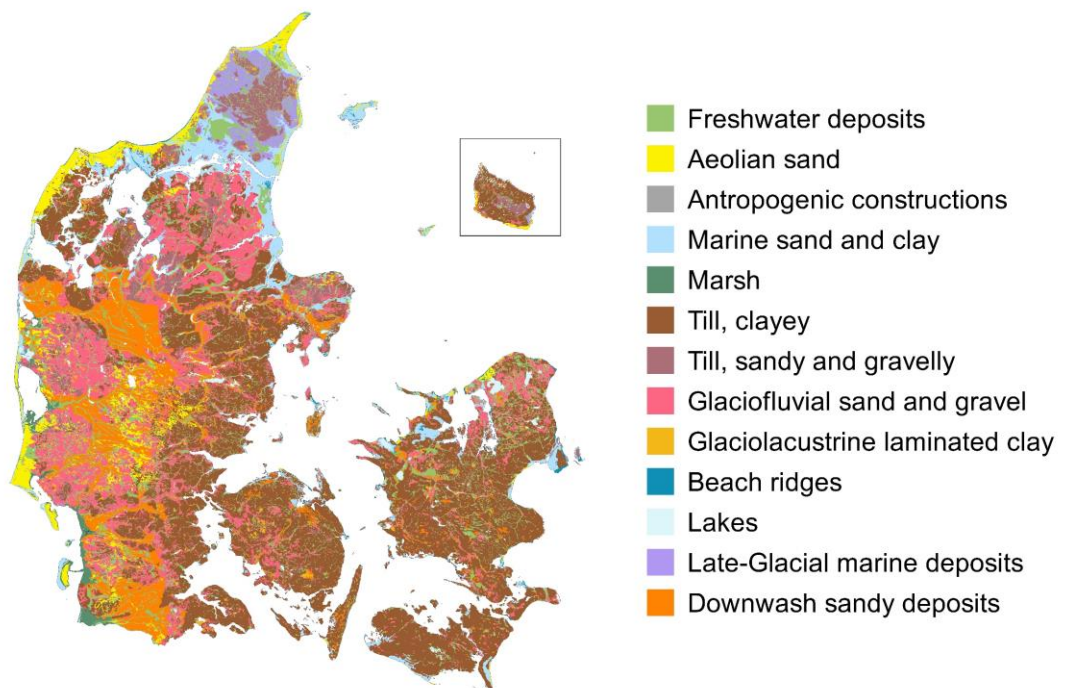 Freshwater deposits
Aeolian sand
Antropogenic constructions
Marine sand and clay
Marsh
Till, clayey
Till, sandy and gravelly
Glaciofluvial sand and gravel
Glaciolacustrine laminated clay
Beach ridges
Lakes
Late-Glacial marine deposits
Downwash sandy deposits